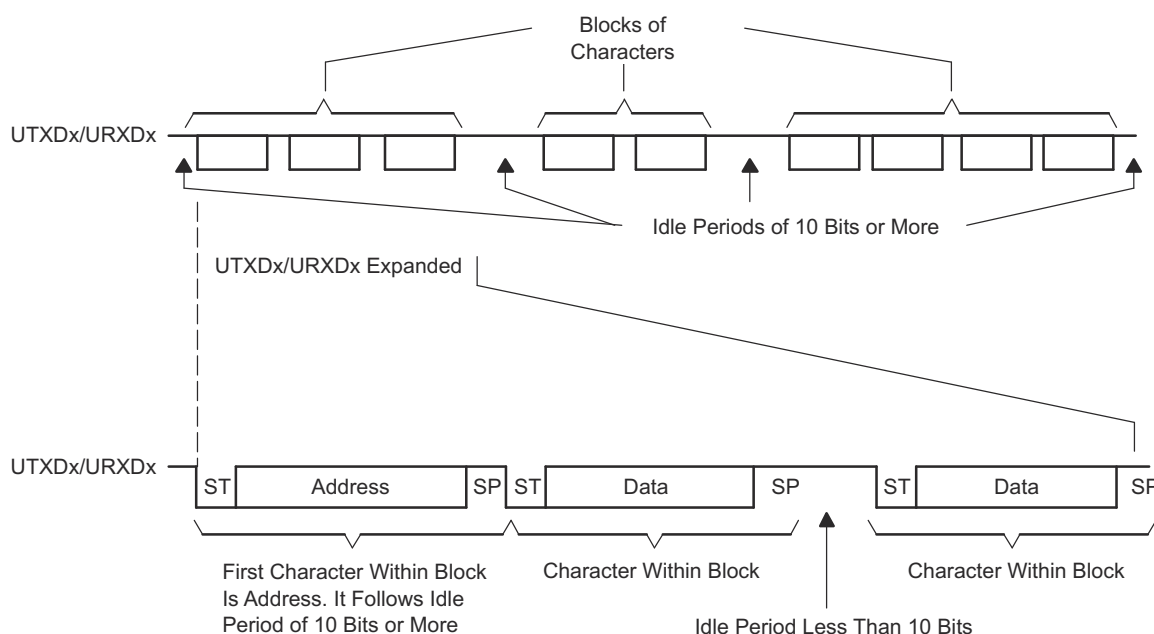 Blocks of
Characters
UTXDx/URXDx
Idle Periods of 10 Bits or More
UTXDx/URXDx Expanded
UTXDx/URXDx
ST
Address
SP
ST
Data
SP
ST
Data
SP
First Character Within Block
Is Address. It Follows Idle
Period of 10 Bits or More
Character Within Block
Character Within Block
Idle Period Less Than 10 Bits